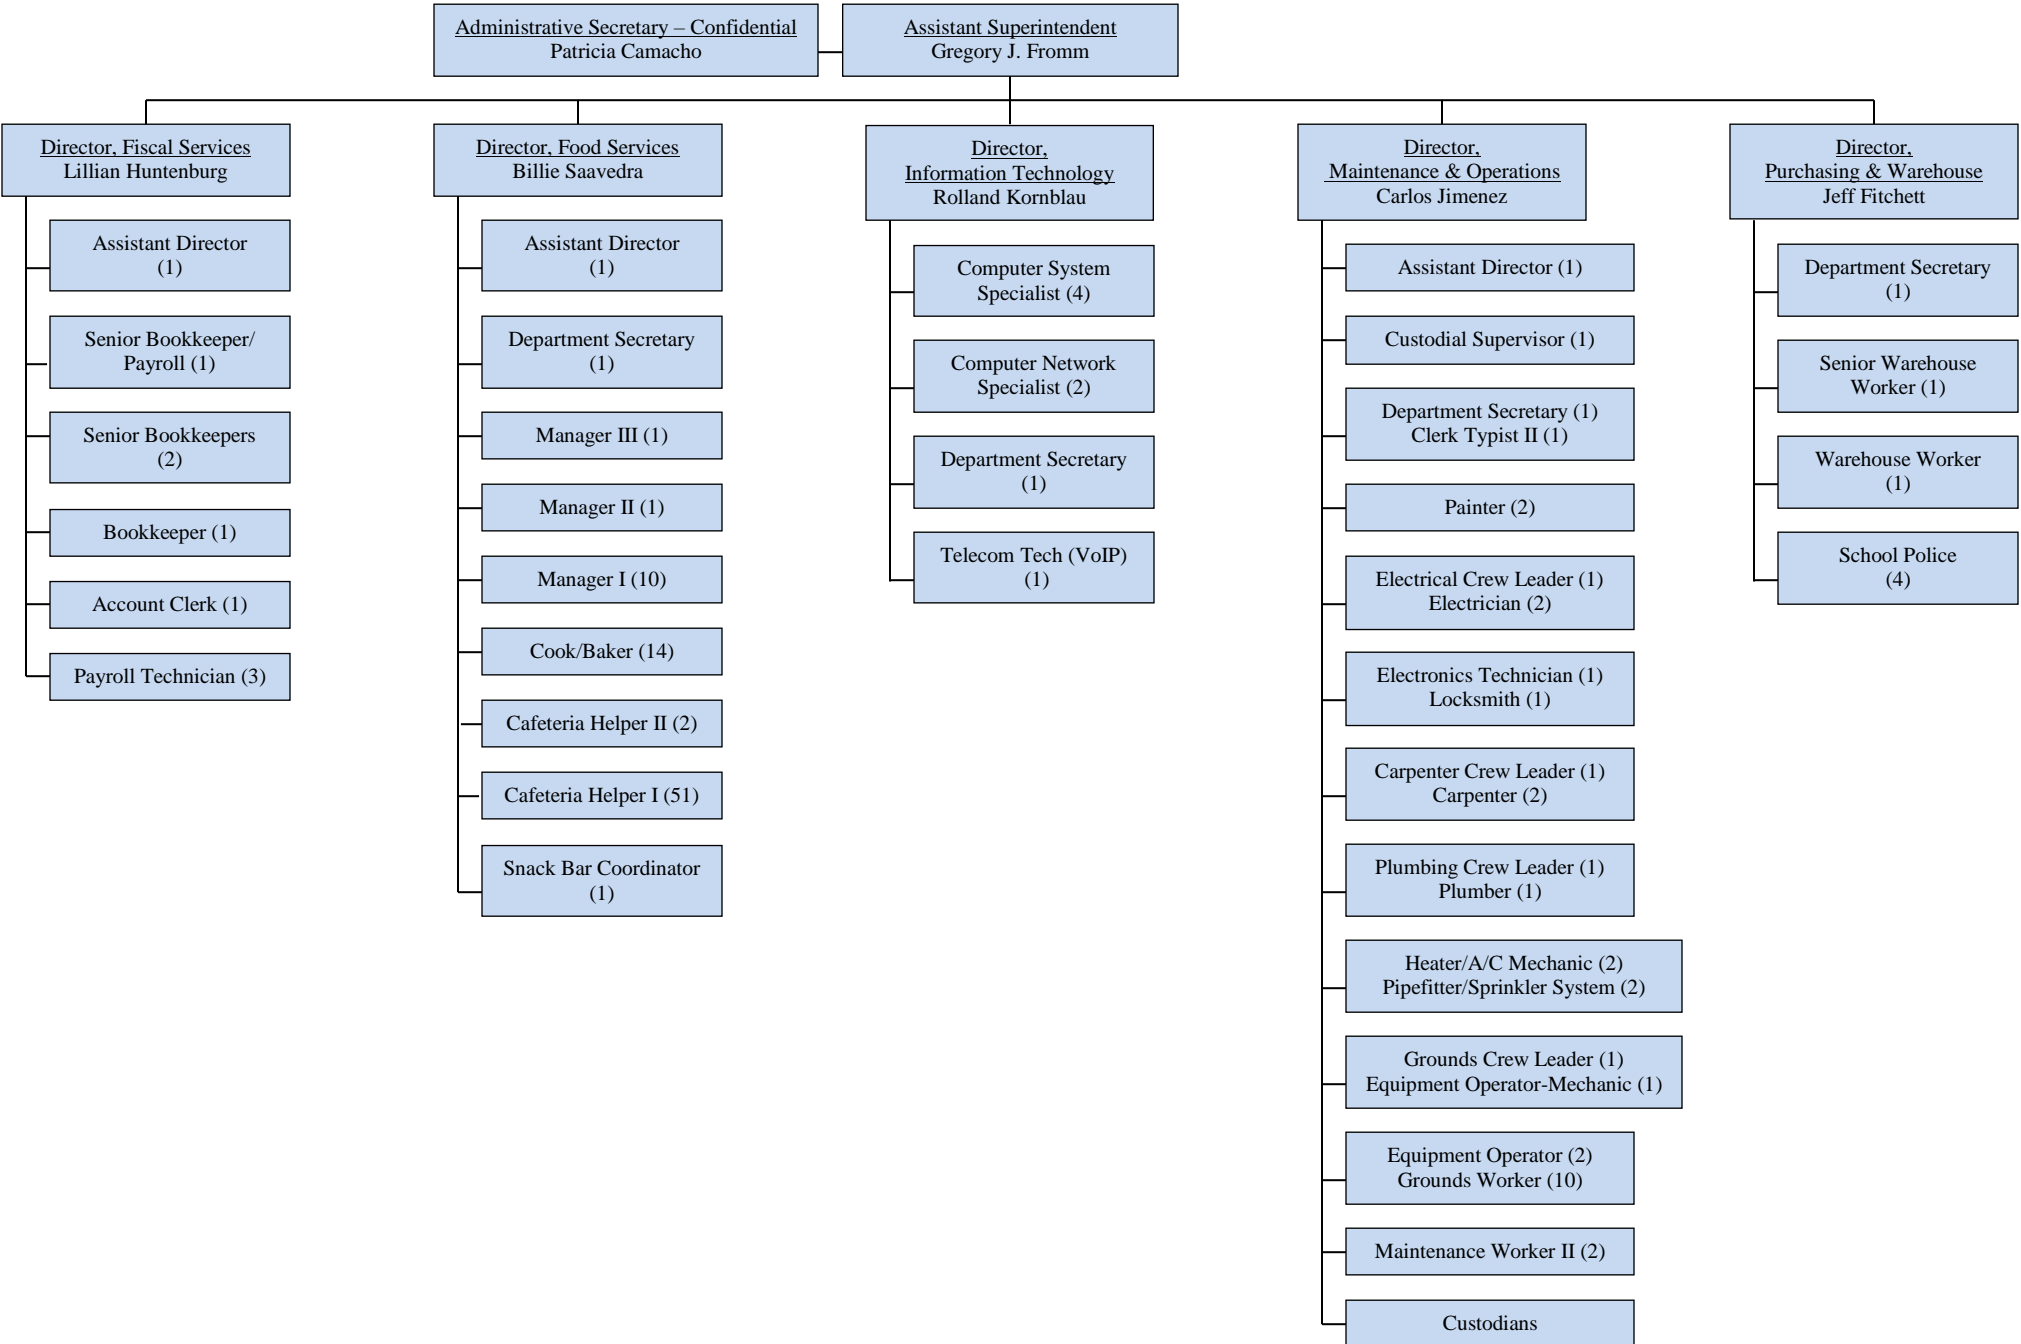 Administrative Secretary – Confidential
Patricia Camacho
Assistant Superintendent
Gregory J. Fromm
Director, Fiscal Services
Lillian Huntenburg
Assistant Director
(1)
Senior Bookkeeper/
Payroll (1)
Senior Bookkeepers
(2)
Bookkeeper (1)
Account Clerk (1)
Payroll Technician (3)
Director, Food Services
Billie Saavedra
Assistant Director
(1)
Department Secretary
(1)
Manager III (1)
Manager II (1)
Manager I (10)
Cook/Baker (14)
Cafeteria Helper II (2)
Cafeteria Helper I (51)
Snack Bar Coordinator
(1)
Director,
Information Technology
Rolland Kornblau
Computer System
Specialist (4)
Computer Network
Specialist (2)
Department Secretary
(1)
Telecom Tech (VoIP)
(1)
Director,
Maintenance & Operations
Carlos Jimenez
Assistant Director (1)
Custodial Supervisor (1)
Department Secretary (1)
Clerk Typist II (1)
Painter (2)
Electrical Crew Leader (1)
Electrician (2)
Electronics Technician (1)
Locksmith (1)
Carpenter Crew Leader (1)
Carpenter (2)
Plumbing Crew Leader (1)
Plumber (1)
Heater/A/C Mechanic (2)
Pipefitter/Sprinkler System (2)
Grounds Crew Leader (1)
Equipment Operator-Mechanic (1)
Equipment Operator (2)
Grounds Worker (10)
Maintenance Worker II (2)
Custodians
Director,
Purchasing & Warehouse
Jeff Fitchett
Department Secretary
(1)
Senior Warehouse
Worker (1)
Warehouse Worker
(1)
School Police
(4)